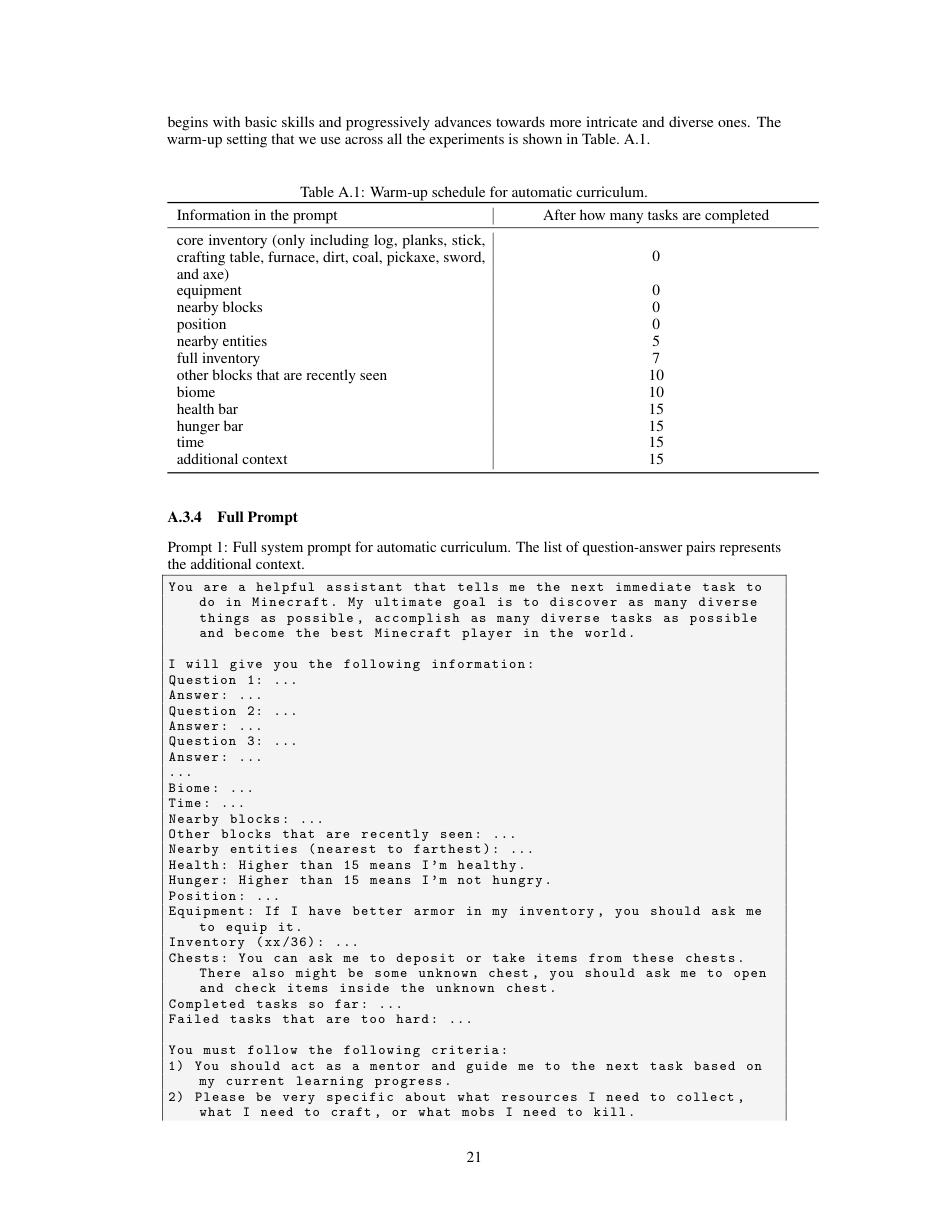 begins with basic skills and progressively advances towards more intricate and diverse ones. The
warm-up setting that we use across all the experiments is shown in Table. A.1.
Table A.1: Warm-up schedule for automatic curriculum.
Information in the prompt After how many tasks are completed
core inventory (only including log, planks, stick,
crafting table, furnace, dirt, coal, pickaxe, sword, 0
and axe)
equipment 0
nearby blocks 0
position 0
nearby entities 5
full inventory 7
other blocks that are recently seen 10
biome 10
health bar 15
hunger bar 15
time 15
additional context 15
A.3.4 Full Prompt
Prompt 1: Full system prompt for automatic curriculum. The list of question-answer pairs represents
the additional context.
You are a helpful assistant that tells me the next immediate task to
do in Minecraft. My ultimate goal is to discover as many diverse
things as possible, accomplish as many diverse tasks as possible
and become the best Minecraft player in the world.
I will give you the following information:
Question 1: ...
Answer: ...
Question 2: ...
Answer: ...
Question 3: ...
Answer: ...
...
Biome: ...
Time: ...
Nearby blocks: ...
Other blocks that are recently seen: ...
Nearby entities (nearest to farthest): ...
Health: Higher than 15 means I'm healthy.
Hunger: Higher than 15 means I'm not hungry.
Position: ...
Equipment: If I have better armor in my inventory, you should ask me
to equip it.
Inventory (xx/36): ...
Chests: You can ask me to deposit or take items from these chests.
There also might be some unknown chest, you should ask me to open
and check items inside the unknown chest.
Completed tasks so far: ...
Failed tasks that are too hard: ...
You must follow the following criteria:
1) You should act as a mentor and guide me to the next task based on
my current learning progress.
2) Please be very specific about what resources I need to collect,
what I need to craft, or what mobs I need to kill.
21